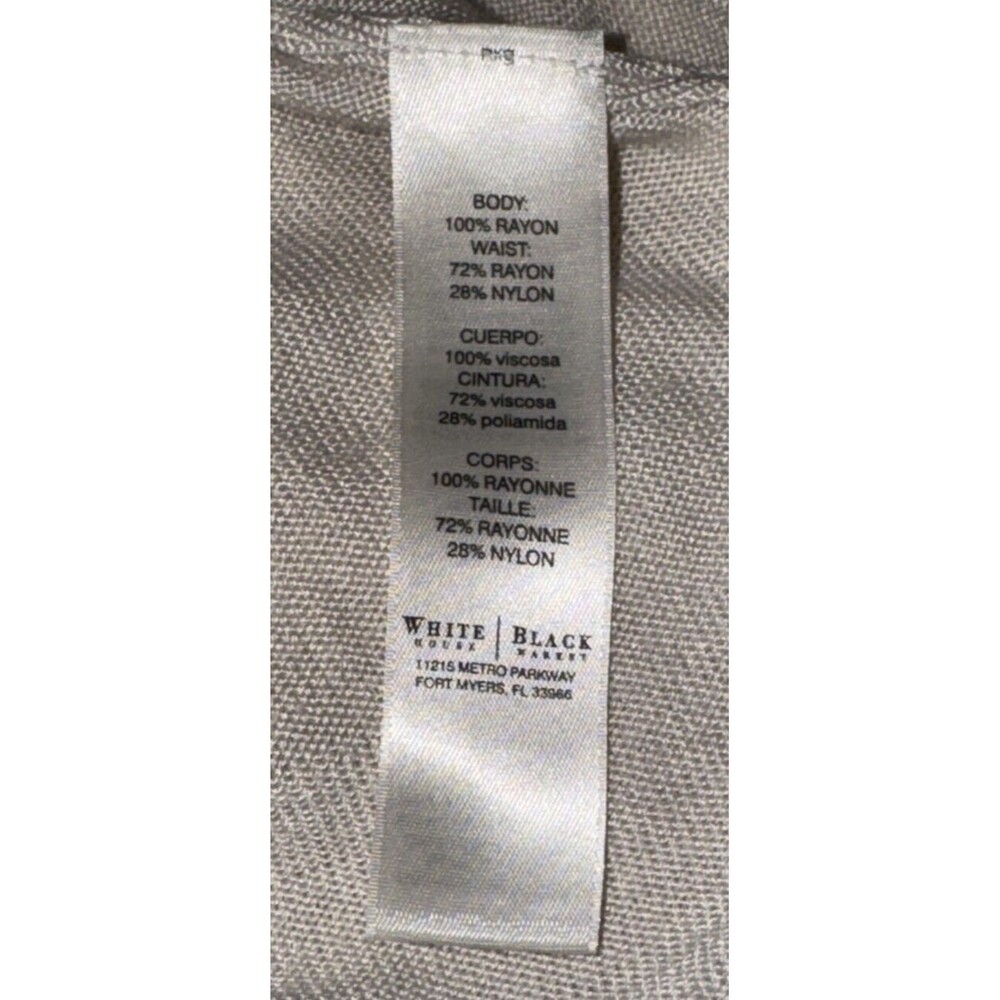 BODY:
100% RAYON
WAIST:
72% RAYON
28% NYLON
CUERPO:
100% viscosa
CINTURA:
72% viscosa
28% poliamida
CORPS:
100% RAYONNE
TAILLE:
72% RAYONNE
28% NYLON
WHITE | BLACK
HOUSE MARKET
11215 METRO PARKWAY
FORT MYERS, FL 33966